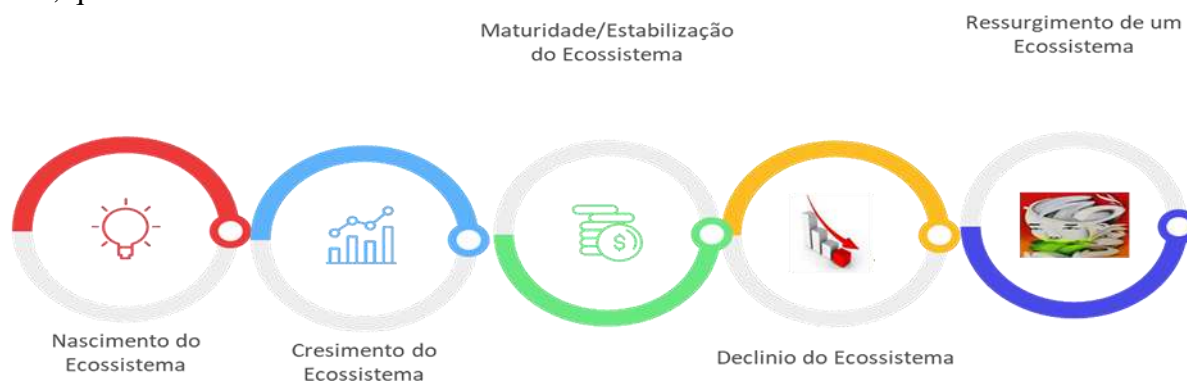 Maturidade/Estabilização
do Ecossistema
Ressurgimento de um
Ecossistema
$
Nascimento do
Ecossistema
Cresimento do
Ecossistema
Declinio do Ecossistema